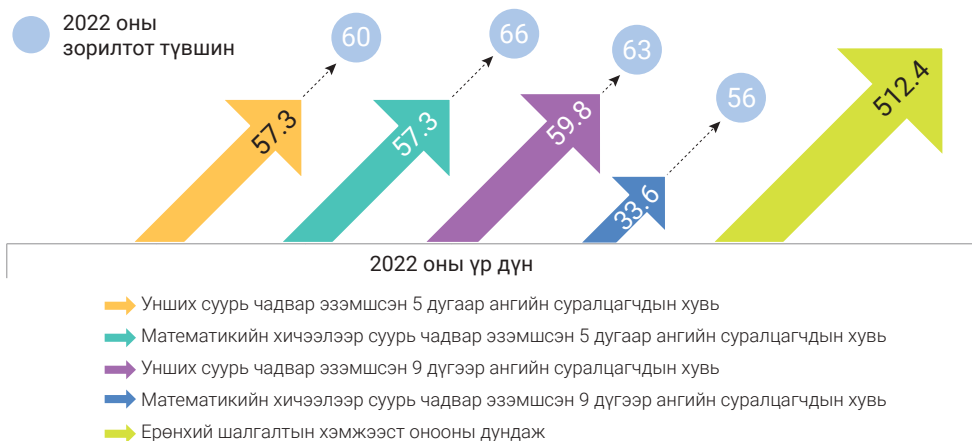 2022 оны
зорилтот түвшин
60
66
63
56
57.3
57.3
59.8
33.6
512.4
2022 оны үр дүн
Унших суурь чадвар эзэмшсэн 5 дугаар ангийн суралцагчдын хувь
Математикийн хичээлээр суурь чадвар эзэмшсэн 5 дугаар ангийн суралцагчдын хувь
Унших суурь чадвар эзэмшсэн 9 дүгээр ангийн суралцагчдын хувь
Математикийн хичээлээр суурь чадвар эзэмшсэн 9 дүгээр ангийн суралцагчдын хувь
Ерөнхий шалгалтын хэмжээст онооны дундаж